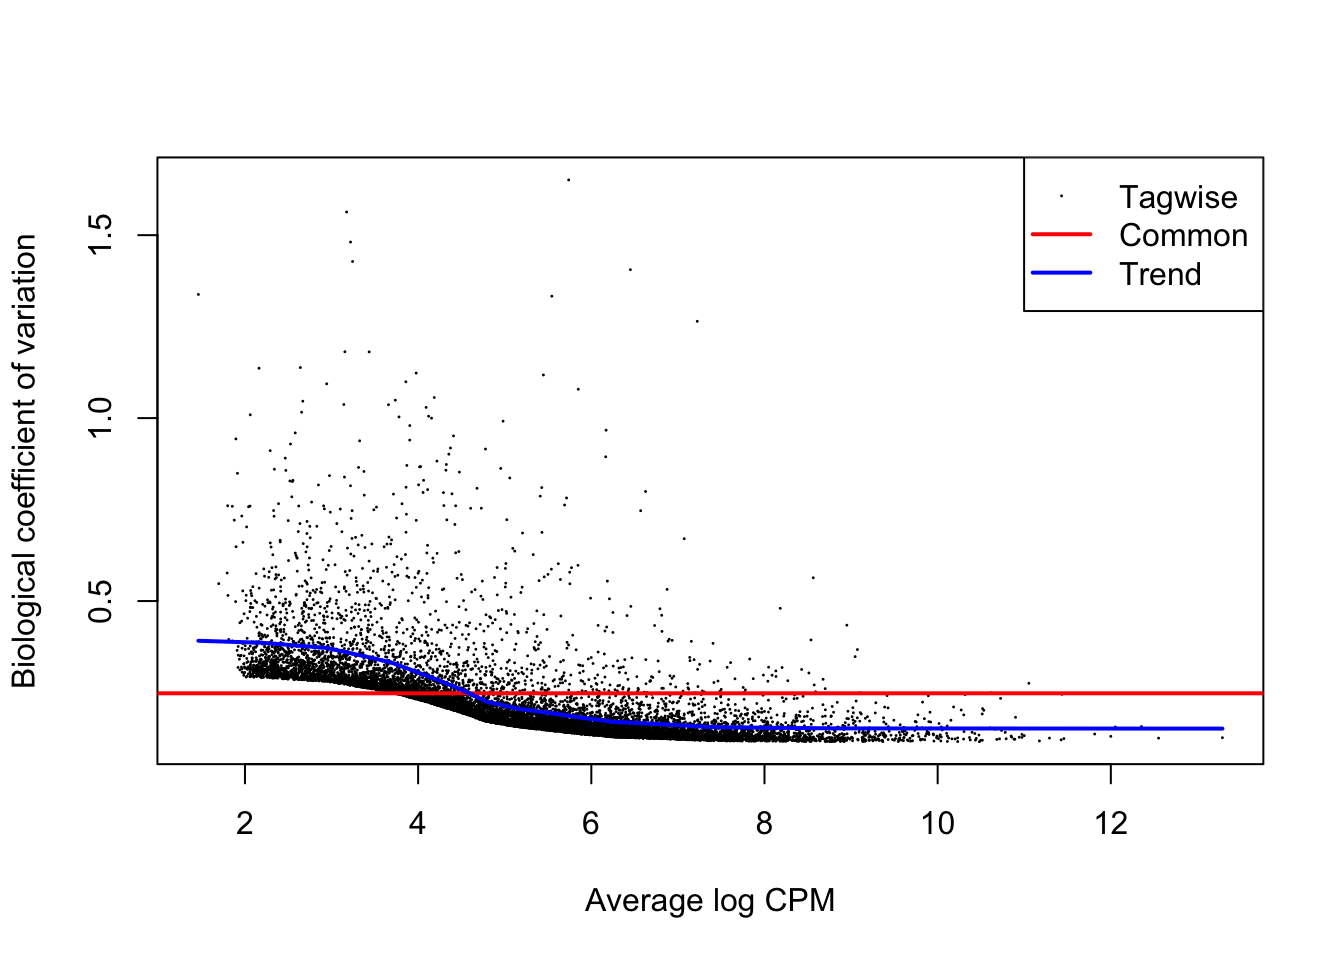 Tagwise
Common
Trend
Biological coefficient of variation
1.5
1.0
0.5
2 4 6 8 10 12
Average log CPM